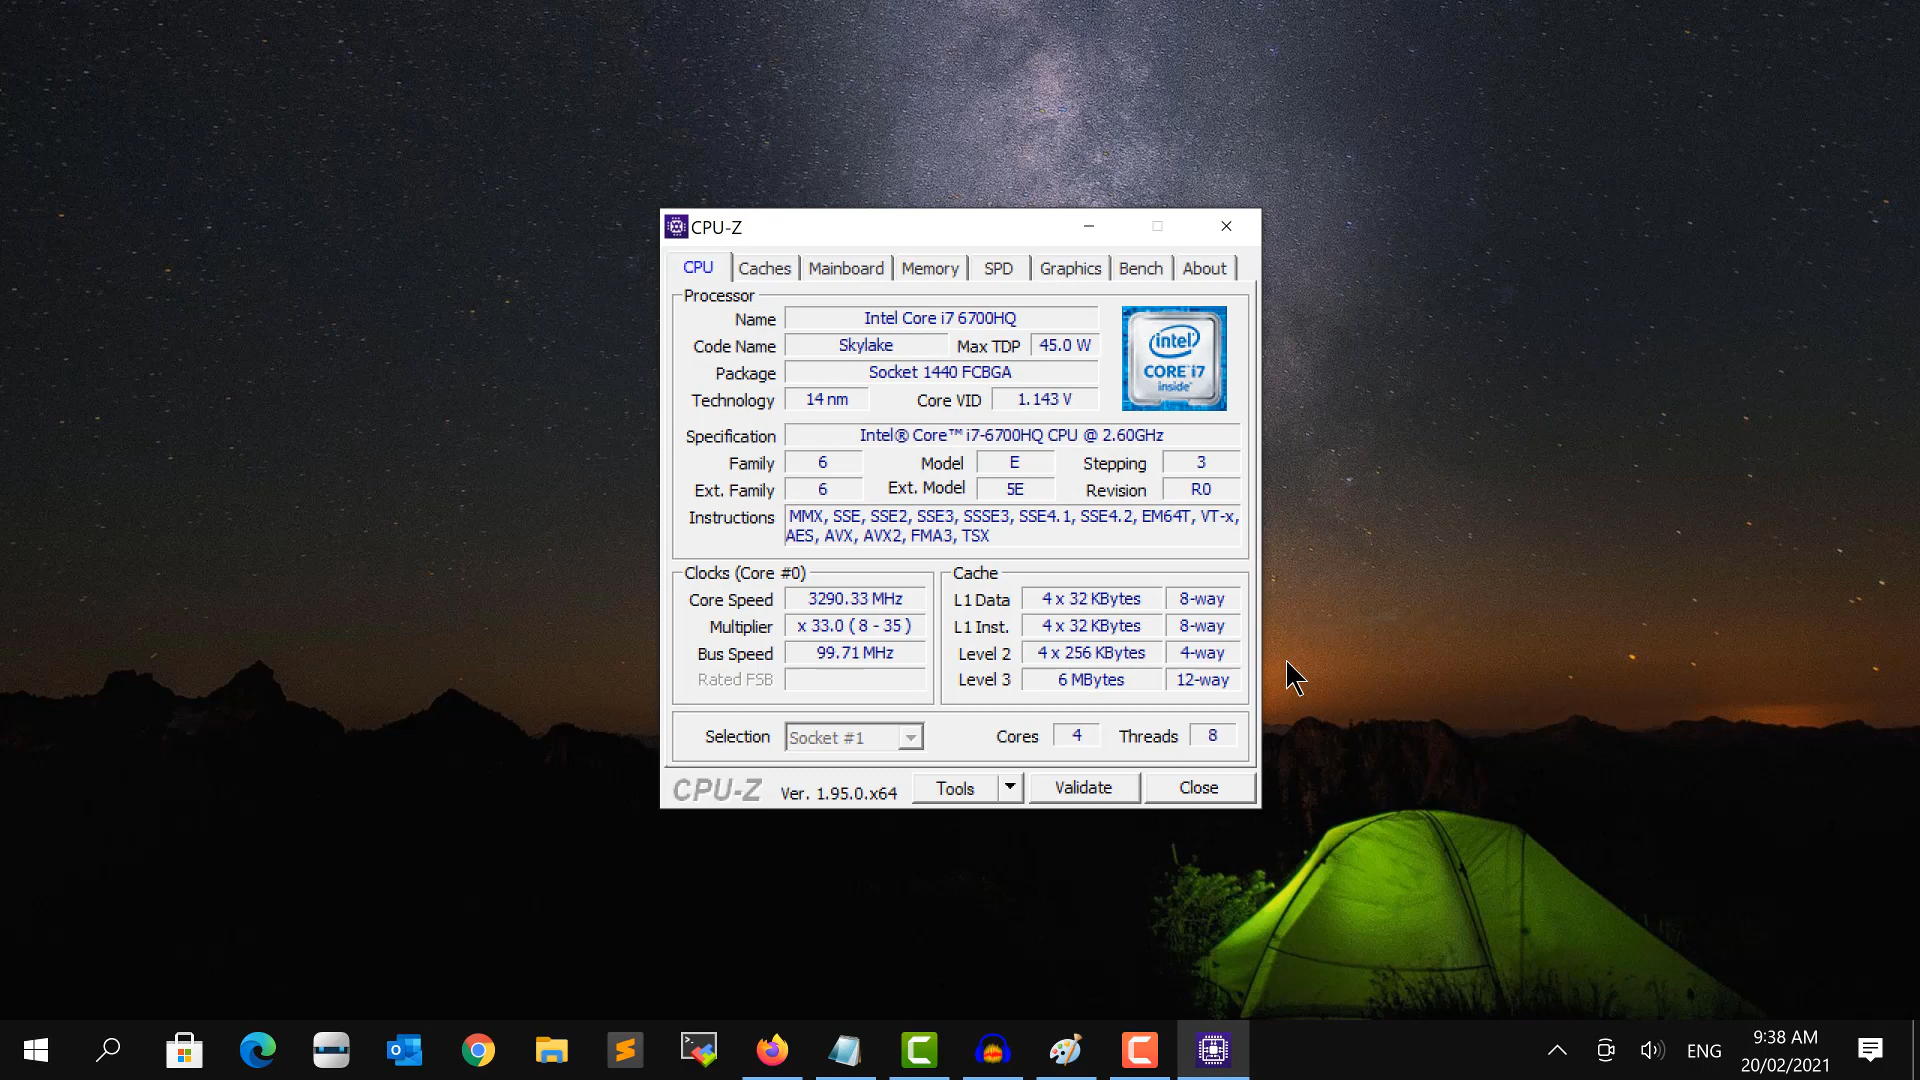 CPU-Z
CPU Caches Mainboard Memory SPD Graphics Bench About
Processor
Name Intel Core i7 6700HQ
Code Name Skylake Max TDP 45.0 W
Package Socket 1440 FCBGA
Technology 14 nm Core VID 1.143 V
intel
CORE i7
inside™
Specification Intel® Core™ i7-6700HQ CPU @ 2.60GHz
Family 6 Model E Stepping 3
Ext. Family 6 Ext. Model 5E Revision R0
Instructions MMX, SSE, SSE2, SSE3, SSSE3, SSE4.1, SSE4.2, EM64T, VT-x,
AES, AVX, AVX2, FMA3, TSX
Clocks (Core #0)
Core Speed 3290.33 MHz
Multiplier x 33.0 ( 8 - 35 )
Bus Speed 99.71 MHz
Rated FSB
Cache
L1 Data 4 x 32 KBytes 8-way
L1 Inst. 4 x 32 KBytes 8-way
Level 2 4 x 256 KBytes 4-way
Level 3 6 MBytes 12-way
Selection Socket #1 Cores 4 Threads 8
CPU-Z Ver. 1.95.0.x64 Tools Validate Close
ENG
9:38 AM
20/02/2021